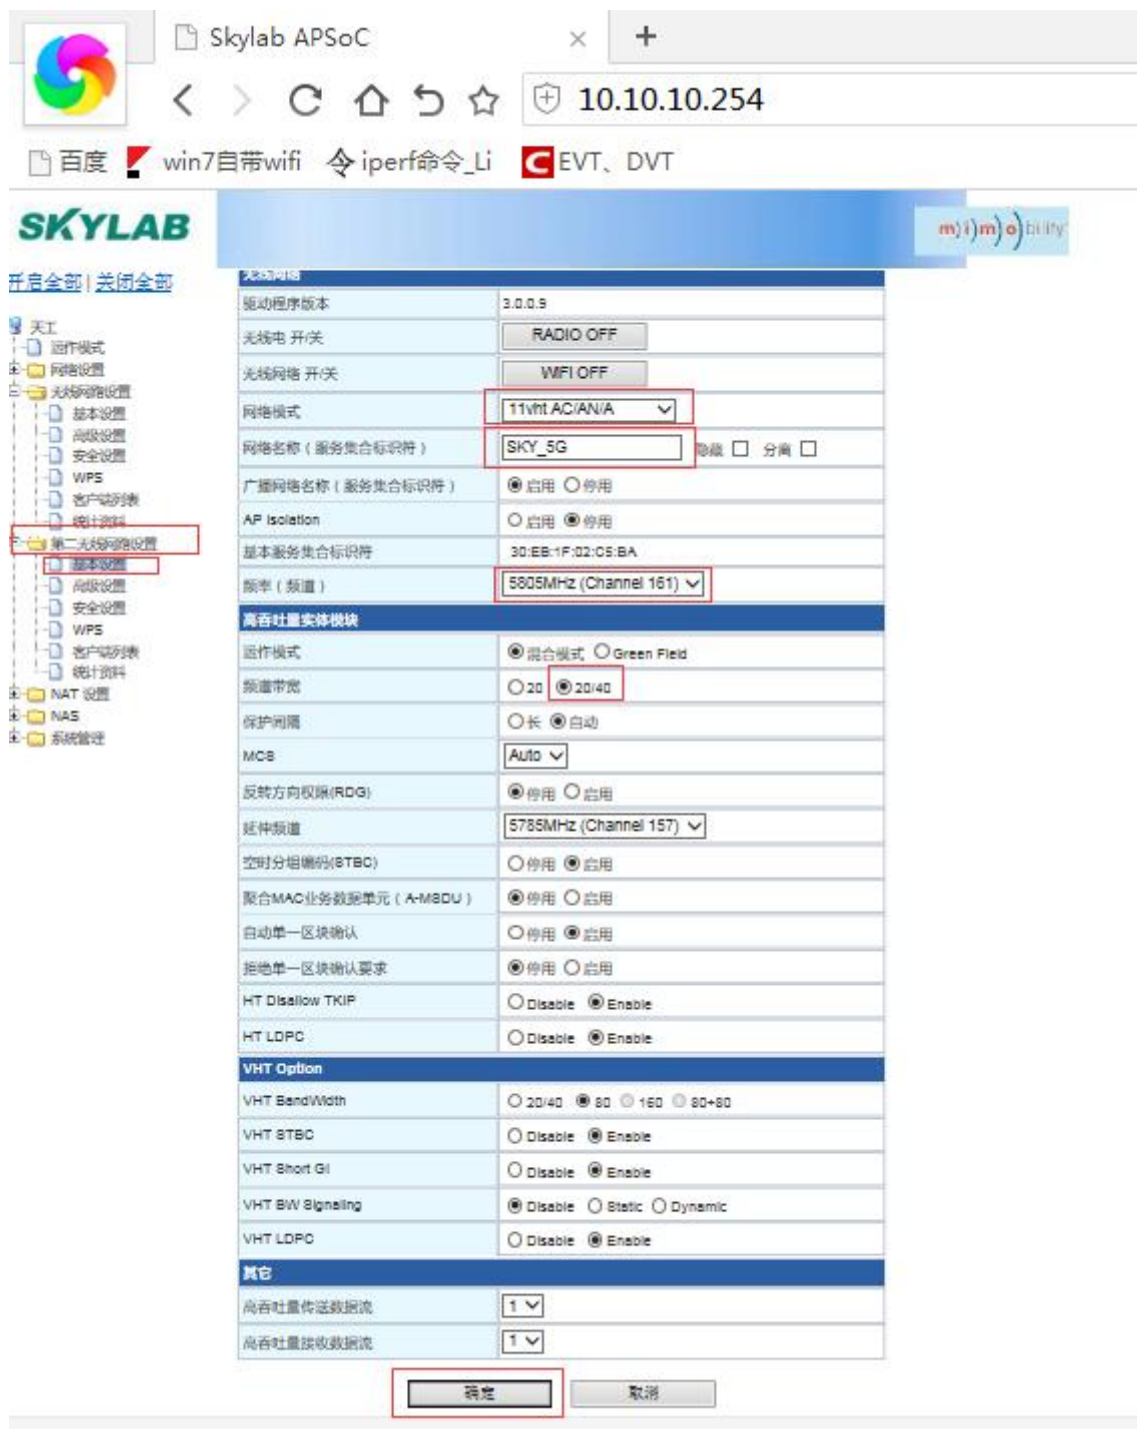 Skylab APSoC
10.10.10.254
百度 win7自带wifi iperf命令_Li EVT、DVT
SKYLAB
m)i)m)o)bility
开启全部 | 关闭全部
天工
运作模式
网络设置
无线网路设置
基本设置
高级设置
安全设置
WPS
客户端列表
统计资料
第二无线网路设置
基本设置
高级设置
安全设置
WPS
客户端列表
统计资料
NAT 设置
NAS
系统管理
无线网络
驱动程序版本 3.0.0.9
无线电 开/关 RADIO OFF
无线网络 开/关 WIFI OFF
网络模式 11vht AC/AN/A
网络名称（服务集合标识符） SKY_5G 隐藏 分离
广播网络名称（服务集合标识符） 启用 停用
AP Isolation 启用 停用
基本服务集合标识符 30:EB:1F:02:C5:BA
频率（频道） 5805MHz (Channel 161)
高吞吐量实体模块
运作模式 混合模式 Green Field
频道带宽 20 20/40
保护间隔 长 自动
MCS Auto
反转方向权限(RDG) 停用 启用
延伸频道 5785MHz (Channel 157)
空时分组编码(STBC) 停用 启用
聚合MAC业务数据单元（A-MSDU） 停用 启用
自动单一区块确认 停用 启用
拒绝单一区块确认要求 停用 启用
HT Disallow TKIP Disable Enable
HT LDPC Disable Enable
VHT Option
VHT BandWidth 20/40 80 160 80+80
VHT STBC Disable Enable
VHT Short GI Disable Enable
VHT BW Signaling Disable Static Dynamic
VHT LDPC Disable Enable
其它
高吞吐量传送数据流 1
高吞吐量接收数据流 1
确定 取消